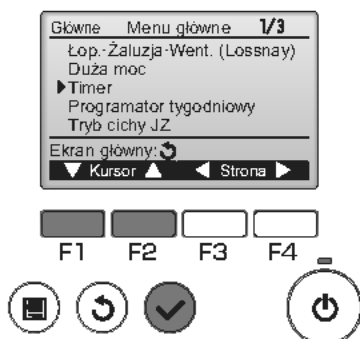 Główne Menu główne 1/3
Łop.-Żaluzja-Went. (Lossnay)
Duża moc
Timer
Programator tygodniowy
Tryb cichy JZ
Ekran główny:
Kursor Strona
F1 F2 F3 F4